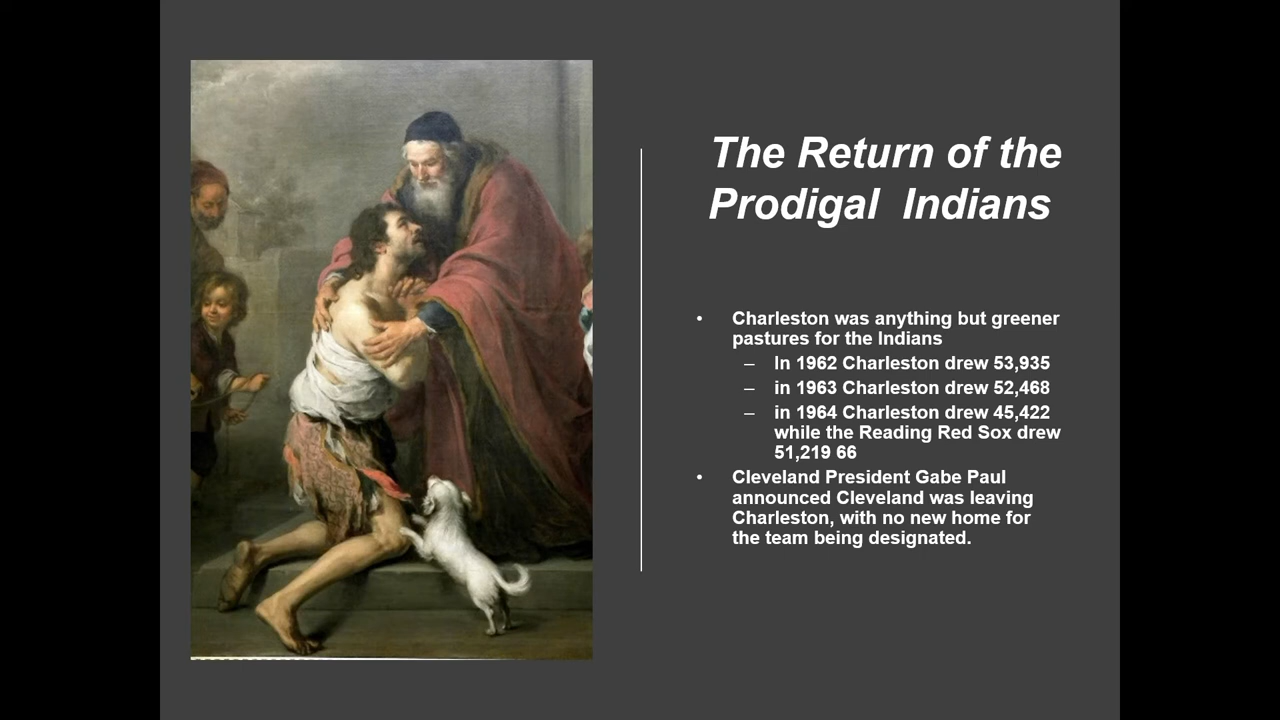 The Return of the
Prodigal Indians
• Charleston was anything but greener
pastures for the Indians
– In 1962 Charleston drew 53,935
– in 1963 Charleston drew 52,468
– in 1964 Charleston drew 45,422
while the Reading Red Sox drew
51,219 66
• Cleveland President Gabe Paul
announced Cleveland was leaving
Charleston, with no new home for
the team being designated.